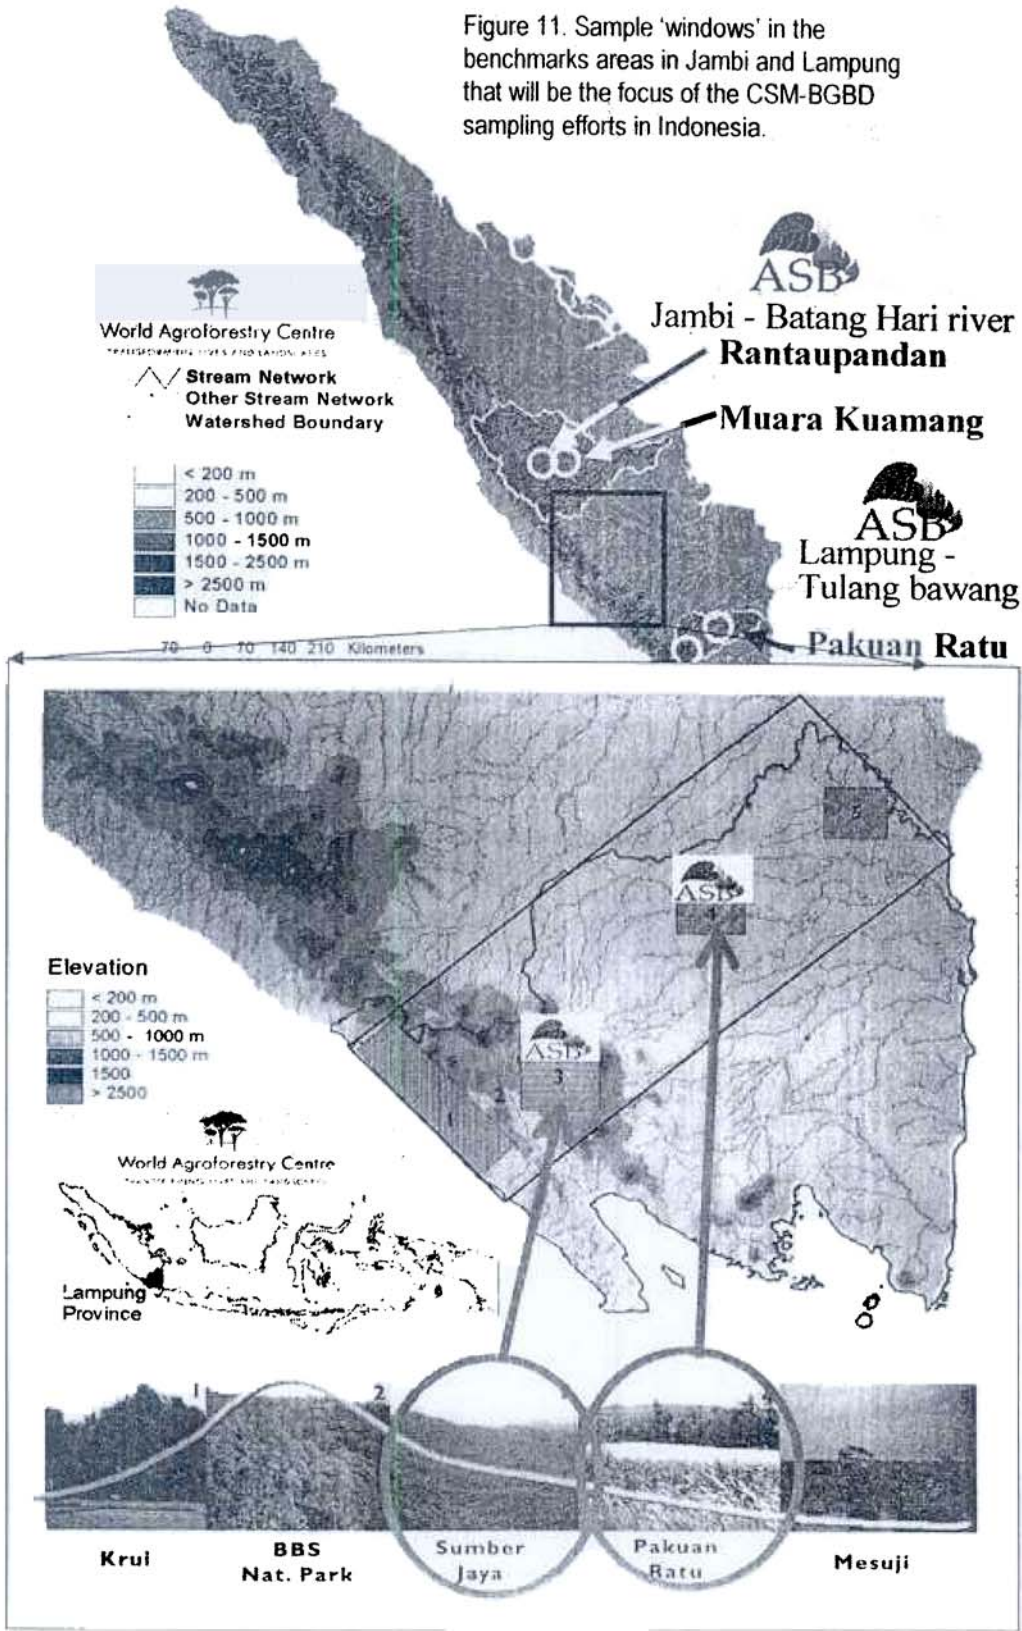 Figure 11. Sample 'windows' in the
benchmarks areas in Jambi and Lampung
that will be the focus of the CSM-BGBD
sampling efforts in Indonesia.
ASB
Jambi - Batang Hari river
Rantaupandan
Muara Kuamang
World Agroforestry Centre
TRANSFORMING LIVES AND LANDSCAPES
Stream Network
Other Stream Network
Watershed Boundary
< 200 m
200 - 500 m
500 - 1000 m
1000 - 1500 m
1500 - 2500 m
> 2500 m
No Data
ASB
Lampung -
Tulang bawang
Pakuan Ratu
70 0 70 140 210 Kilometers
5
ASB
4
ASB
3
2
1
Elevation
< 200 m
200 - 500 m
500 - 1000 m
1000 - 1500 m
1500
> 2500
World Agroforestry Centre
Lampung
Province
1
2
Krui
BBS
Nat. Park
Sumber
Jaya
Pakuan
Ratu
Mesuji